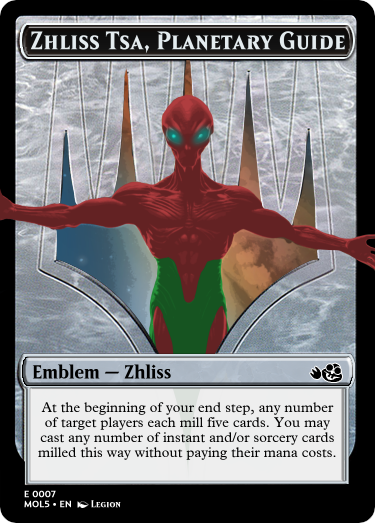 Zhliss Tsa, Planetary Guide
Emblem — Zhliss
At the beginning of your end step, any number
of target players each mill five cards. You may
cast any number of instant and/or sorcery cards
milled this way without paying their mana costs.
E 0007
MOL5 • EN Legion